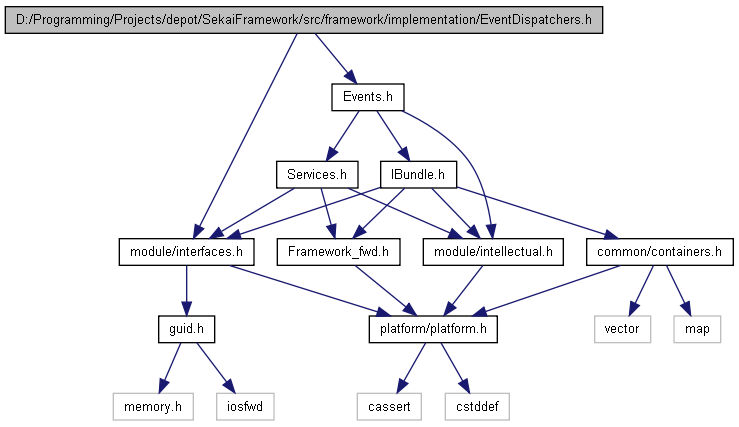 D:/Programming/Projects/depot/SekaiFramework/src/framework/implementation/EventDispatchers.h
Events.h
Services.h
IBundle.h
module/interfaces.h
Framework_fwd.h
module/intellectual.h
common/containers.h
guid.h
platform/platform.h
vector
map
memory.h
iosfwd
cassert
cstddef